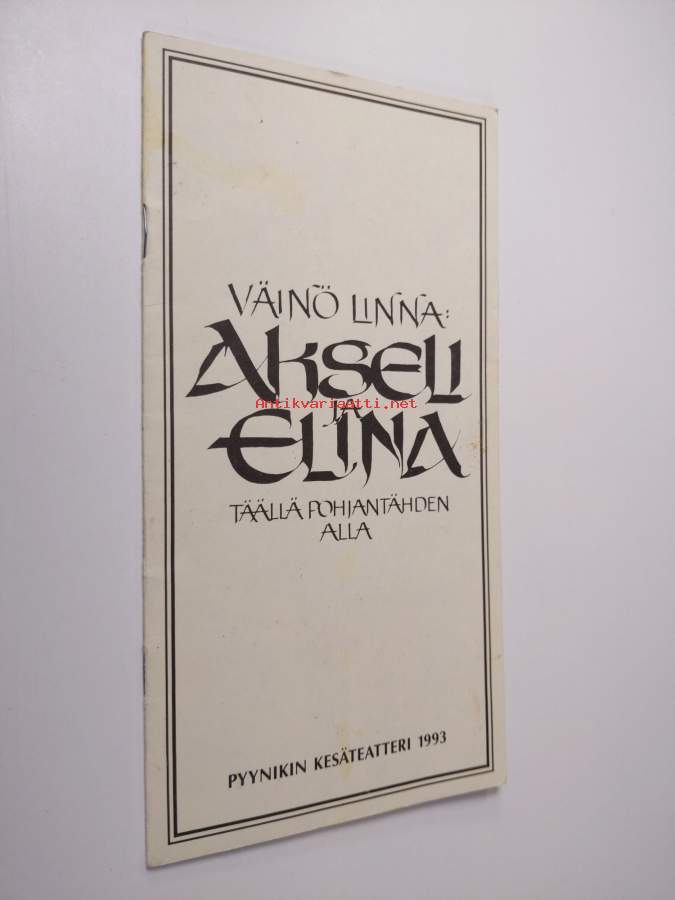 VÄINÖ LINNA:
AKSELI
JA
ELINA
TÄÄLLÄ POHJANTÄHDEN
ALLA
PYYNIKIN KESÄTEATTERI 1993
Antikvariaatti.net